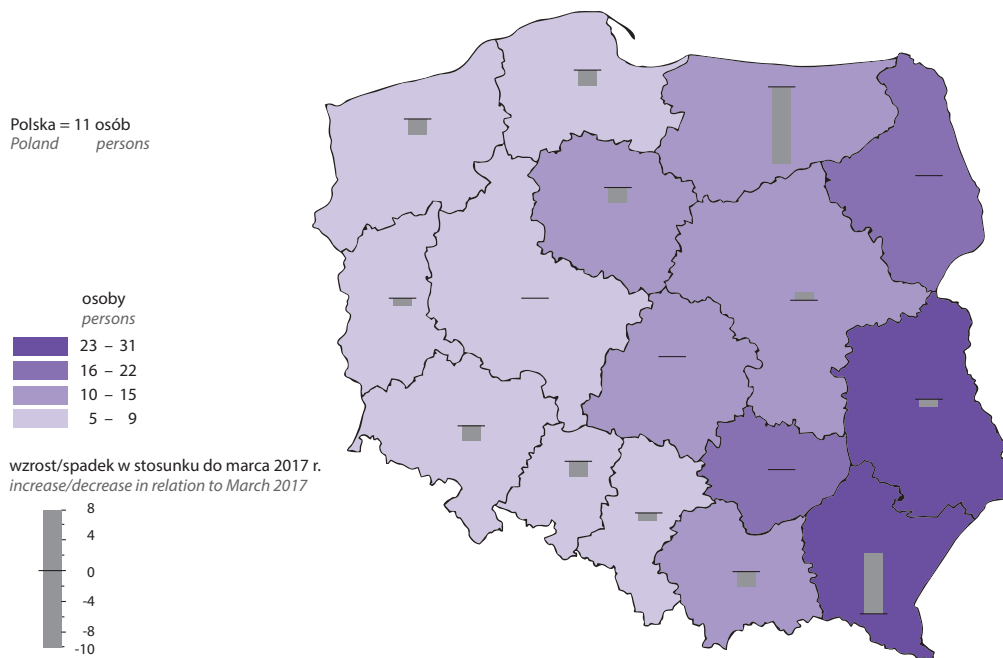 Polska = 11 osób
Poland persons
osoby
persons
23 – 31
16 – 22
10 – 15
5 – 9
wzrost/spadek w stosunku do marca 2017 r.
increase/decrease in relation to March 2017
8
4
0
-4
-8
-10